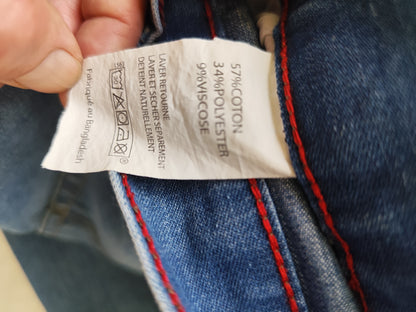 57%COTON
34%POLYESTER
9%VISCOSE
LAVER RETOURNE
LAVER ET SECHER SEPAREMENT
DETEINT NATURELLEMENT
Fabriqué au Bangladesh